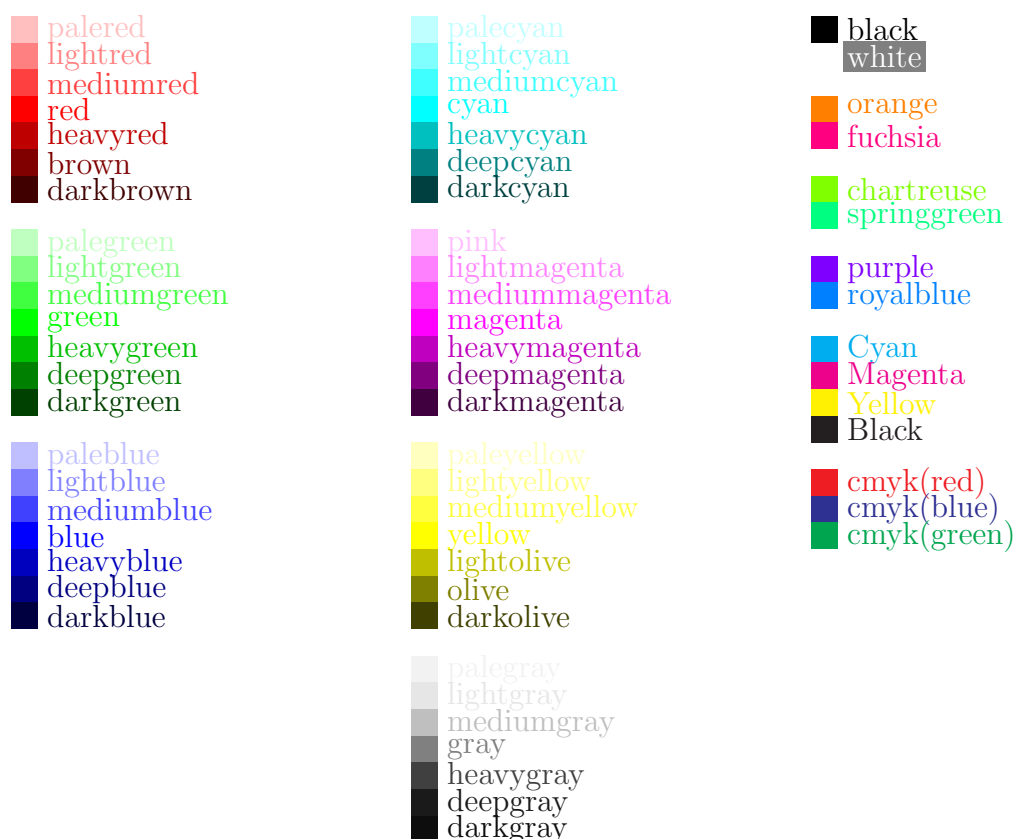 palered
lightred
mediumred
red
heavyred
brown
darkbrown
palegreen
lightgreen
mediumgreen
green
heavygreen
deepgreen
darkgreen
paleblue
lightblue
mediumblue
blue
heavyblue
deepblue
darkblue
palecyan
lightcyan
mediumcyan
cyan
heavycyan
deepcyan
darkcyan
pink
lightmagenta
mediummagenta
magenta
heavymagenta
deepmagenta
darkmagenta
paleyellow
lightyellow
mediumyellow
yellow
lightolive
olive
darkolive
palegray
lightgray
mediumgray
gray
heavygray
deepgray
darkgray
black
white
orange
fuchsia
chartreuse
springgreen
purple
royalblue
Cyan
Magenta
Yellow
Black
cmyk(red)
cmyk(blue)
cmyk(green)